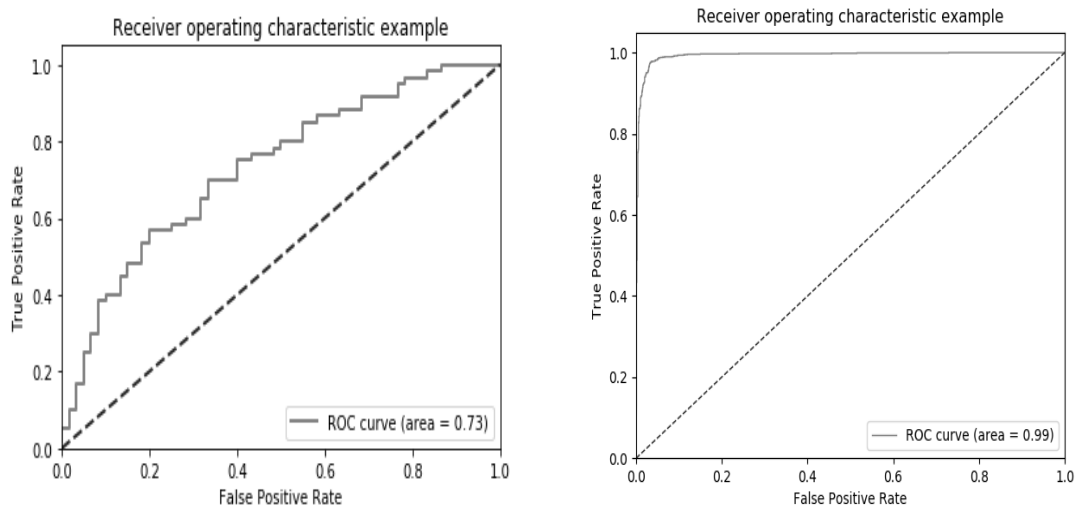 Receiver operating characteristic example
1.0
0.8
0.6
0.4
0.2
0.0
True Positive Rate
0.0 0.2 0.4 0.6 0.8 1.0
False Positive Rate
ROC curve (area = 0.73)
Receiver operating characteristic example
1.0
0.8
0.6
0.4
0.2
0.0
True Positive Rate
0.0 0.2 0.4 0.6 0.8 1.0
False Positive Rate
ROC curve (area = 0.99)